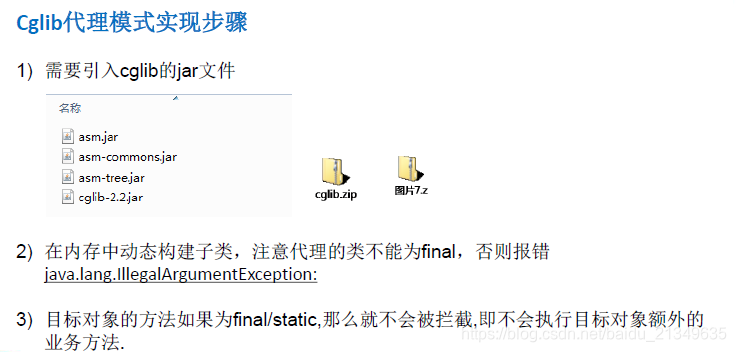 Cglib代理模式实现步骤
1) 需要引入cglib的jar文件
名称
asm.jar
asm-commons.jar
asm-tree.jar
cglib-2.2.jar
cglib.zip
图片7.z
2) 在内存中动态构建子类，注意代理的类不能为final，否则报错
java.lang.IllegalArgumentException:
3) 目标对象的方法如果为final/static,那么就不会被拦截,即不会执行目标对象额外的
业务方法.
https://blog.csdn.net/baidu_21349635